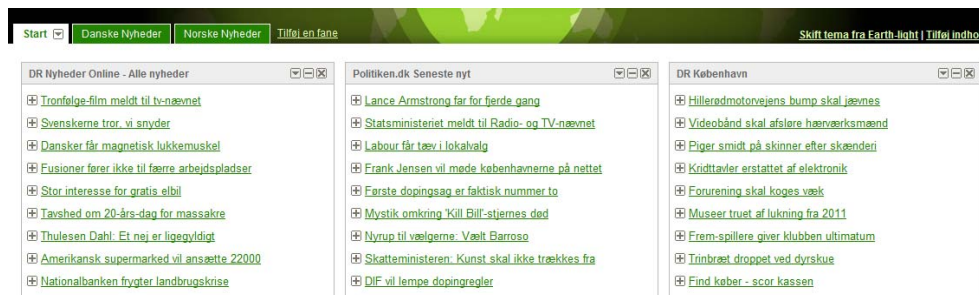 Start Danske Nyheder Norske Nyheder Tilføj en fane
Skift tema fra Earth-light | Tilføj indho
DR Nyheder Online - Alle nyheder
Tronfølge-film meldt til tv-nævnet
Svenskerne tror, vi snyder
Dansker får magnetisk lukkemuskel
Fusioner fører ikke til færre arbejdspladser
Stor interesse for gratis elbil
Tavshed om 20-års-dag for massakre
Thulesen Dahl: Et nej er ligegyldigt
Amerikansk supermarked vil ansætte 22000
Nationalbanken frygter landbrugskrise
Politiken.dk Seneste nyt
Lance Armstrong far for fjerde gang
Statsministeriet meldt til Radio- og TV-nævnet
Labour får tæv i lokalvalg
Frank Jensen vil møde københavnerne på nettet
Første dopingsag er faktisk nummer to
Mystik omkring 'Kill Bill'-stjernes død
Nyrup til vælgerne: Vælt Barroso
Skatteministeren: Kunst skal ikke trækkes fra
DIF vil lempe dopingregler
DR København
Hillerødmotorvejens bump skal jævnes
Videobånd skal afsløre hærværksmænd
Piger smidt på skinner efter skænderi
Kridttavler erstattet af elektronik
Forurening skal koges væk
Museer truet af lukning fra 2011
Frem-spillere giver klubben ultimatum
Trinbræt droppet ved dyrskue
Find køber - scor kassen